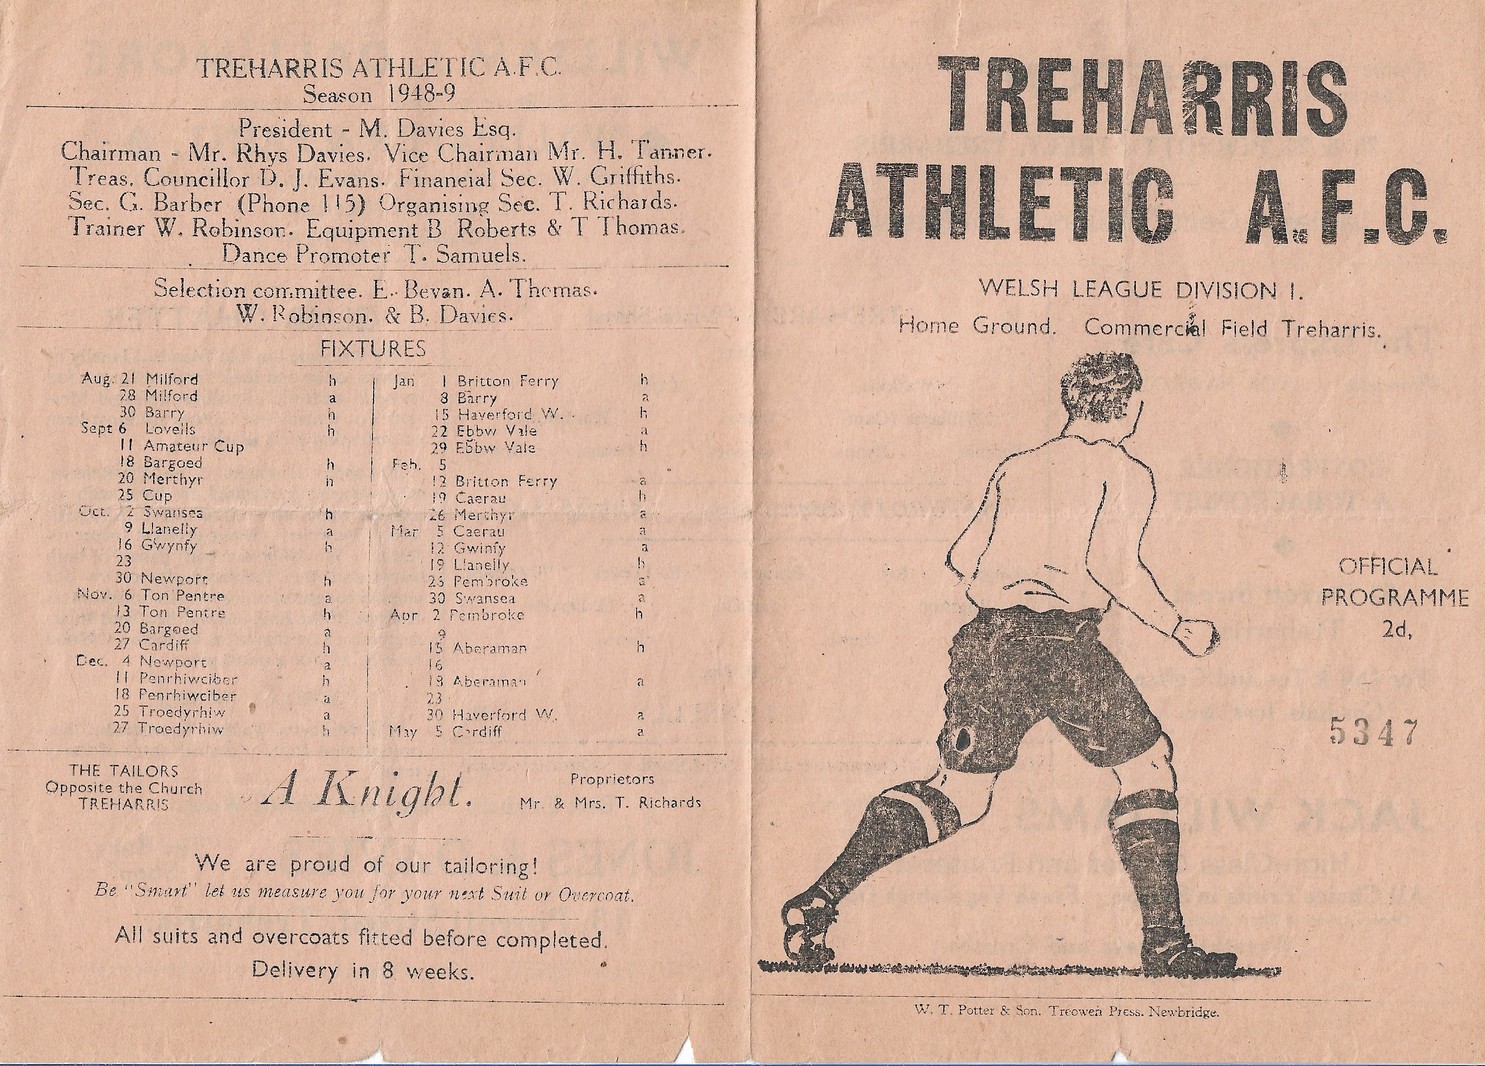 TREHARRIS ATHLETIC A.F.C.
Season 1948-9
President - M. Davies Esq.
Chairman - Mr. Rhys Davies. Vice Chairman Mr. H. Tanner.
Treas. Councillor D. J. Evans. Finaneial Sec. W. Griffiths.
Sec. G. Barber (Phone 115) Organising Sec. T. Richards.
Trainer W. Robinson. Equipment B Roberts & T Thomas.
Dance Promoter T. Samuels.
Selection committee. E. Bevan. A. Thomas.
W. Robinson. & B. Davies.
FIXTURES
Aug. 21 Milford h
28 Milford a
30 Barry h
Sept 6 Lovells h
11 Amateur Cup
18 Bargoed h
20 Merthyr h
25 Cup
Oct. 2 Swansea h
9 Llanelly a
16 Gwynfy h
23
30 Newport h
Nov. 6 Ton Pentre a
13 Ton Pentre h
20 Bargoed a
27 Cardiff h
Dec. 4 Newport a
11 Penrhiwciber h
18 Penrhiwciber a
25 Troedyrhiw a
27 Troedyrhiw h
Jan 1 Britton Ferry h
8 Barry a
15 Haverford W. h
22 Ebbw Vale a
29 Ebbw Vale h
Feb. 5
12 Britton Ferry a
19 Caerau h
26 Merthyr a
Mar 5 Caerau a
12 Gwinfy a
19 Llanelly h
26 Pembroke a
30 Swansea a
Apr 2 Pembroke h
9
15 Aberaman h
16
18 Aberaman a
23
30 Haverford W. a
May 5 Cardiff a
THE TAILORS
Opposite the Church
TREHARRIS
A Knight.
Proprietors
Mr. & Mrs. T. Richards
We are proud of our tailoring!
Be "Smart" let us measure you for your next Suit or Overcoat.
All suits and overcoats fitted before completed.
Delivery in 8 weeks.
TREHARRIS
ATHLETIC A.F.C.
WELSH LEAGUE DIVISION 1.
Home Ground. Commercial Field Treharris.
OFFICIAL
PROGRAMME
2d,
5347
W. T. Potter & Son. Treowen Press. Newbridge.